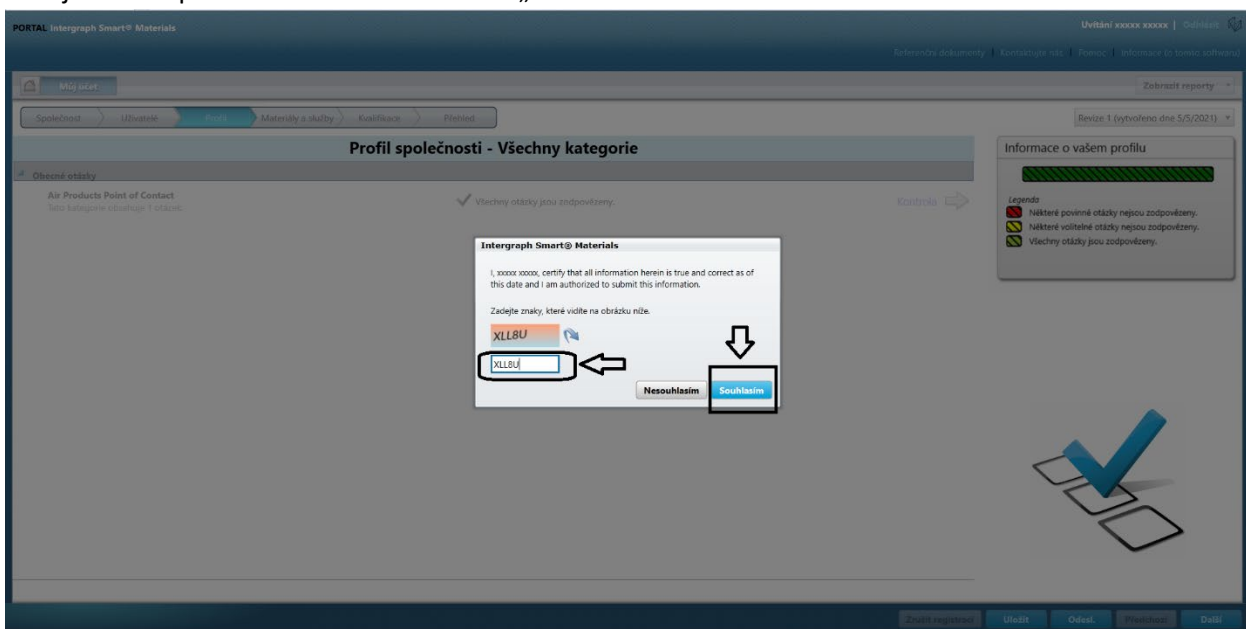 PORTAL Intergraph Smart® Materials
Uvítání xxxxx xxxxx | Odhlásit
Referenční dokumenty | Kontaktujte nás | Pomoc | Informace (o tomto softwaru)
Můj účet
Zobrazit reporty
Společnost
Uživatelé
Profil
Materiály a služby
Kvalifikace
Přehled
Revize 1 (vytvořeno dne 5/5/2021)
Profil společnosti - Všechny kategorie
Obecné otázky
Air Products Point of Contact
Tato kategorie obsahuje 1 otázek.
Všechny otázky jsou zodpovězeny.
Kontrola
Informace o vašem profilu
Legenda
Některé povinné otázky nejsou zodpovězeny.
Některé volitelné otázky nejsou zodpovězeny.
Všechny otázky jsou zodpovězeny.
Intergraph Smart® Materials
I, xxxxx xxxxx, certify that all information herein is true and correct as of
this date and I am authorized to submit this information.
Zadejte znaky, které vidíte na obrázku níže.
XLL8U
XLL8U
Nesouhlasím
Souhlasím
Zrušit registraci
Uložit
Odesl.
Předchozí
Další